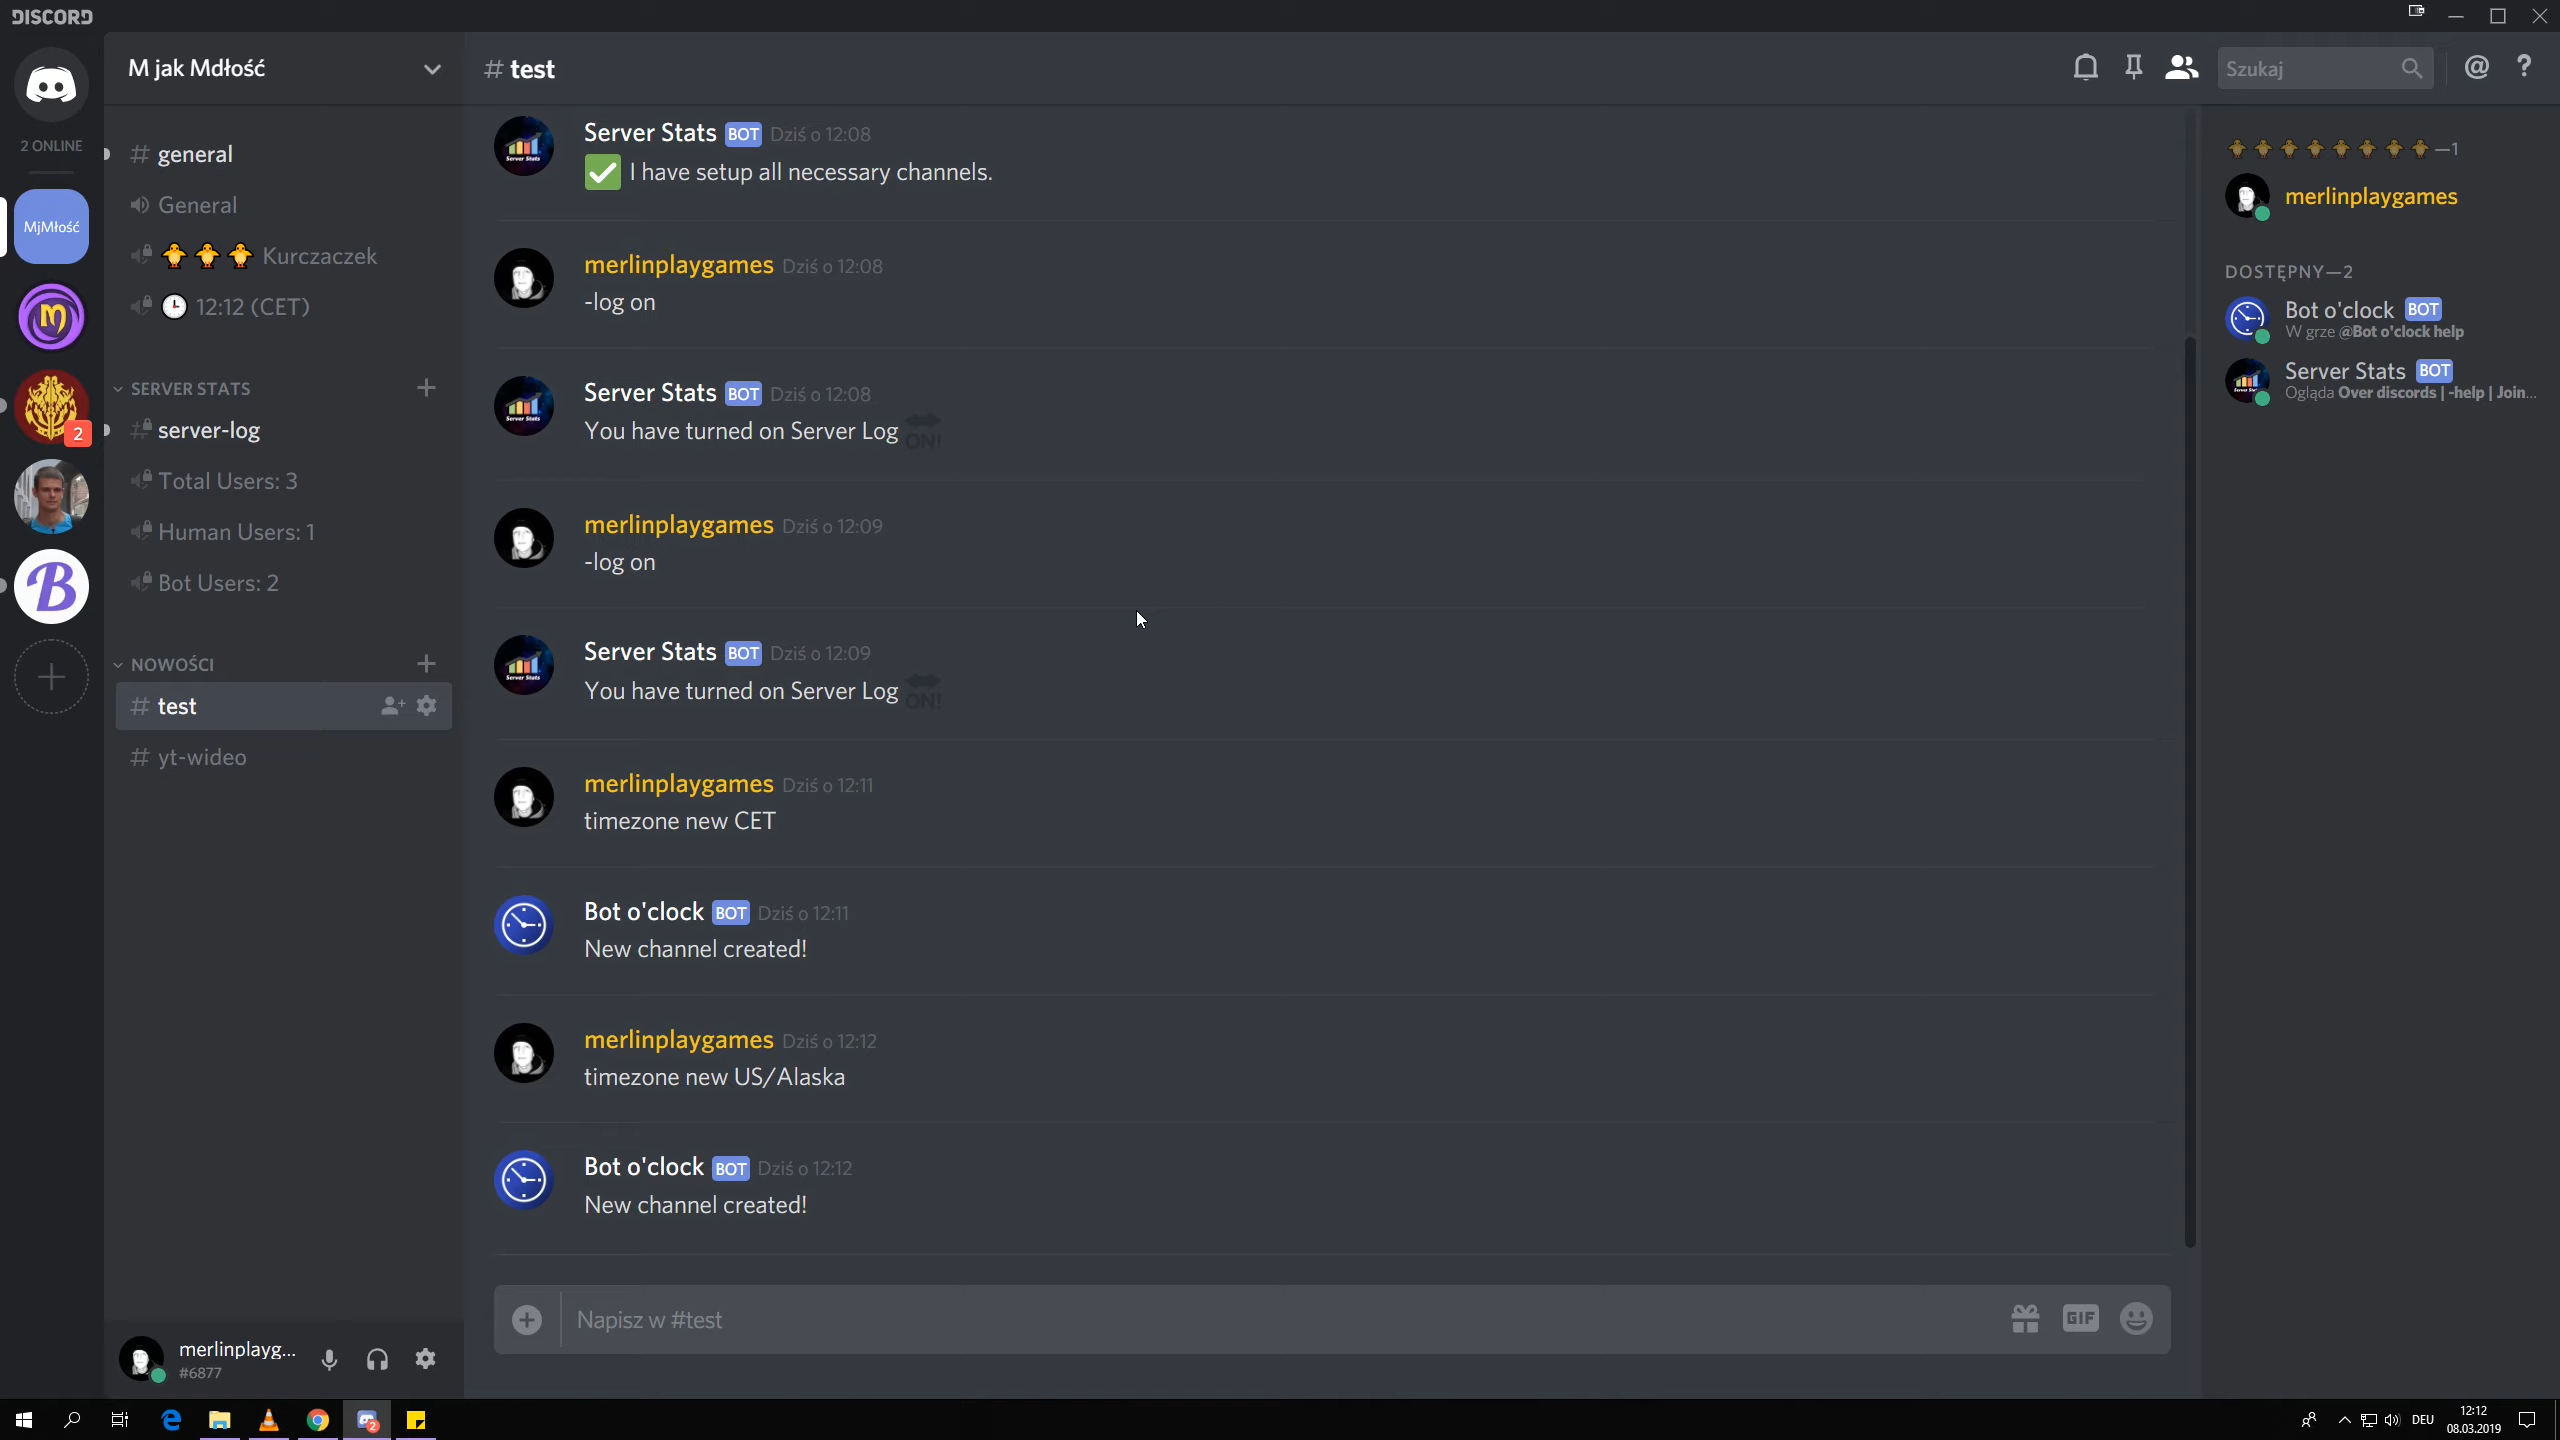 DISCORD
M jak Mdłość
# test
Szukaj
2 ONLINE
MjMłość
2
# general
General
Kurczaczek
12:12 (CET)
SERVER STATS
# server-log
Total Users: 3
Human Users: 1
Bot Users: 2
NOWOŚCI
# test
# yt-wideo
Server Stats BOT Dziś o 12:08
I have setup all necessary channels.
merlinplaygames Dziś o 12:08
-log on
Server Stats BOT Dziś o 12:08
You have turned on Server Log ON!
merlinplaygames Dziś o 12:09
-log on
Server Stats BOT Dziś o 12:09
You have turned on Server Log ON!
merlinplaygames Dziś o 12:11
timezone new CET
Bot o'clock BOT Dziś o 12:11
New channel created!
merlinplaygames Dziś o 12:12
timezone new US/Alaska
Bot o'clock BOT Dziś o 12:12
New channel created!
Napisz w #test
GIF
—1
merlinplaygames
DOSTĘPNY—2
Bot o'clock BOT
W grze @Bot o'clock help
Server Stats BOT
Ogląda Over discords | -help | Join...
merlinplayg...
#6877
2
DEU
12:12
08.03.2019